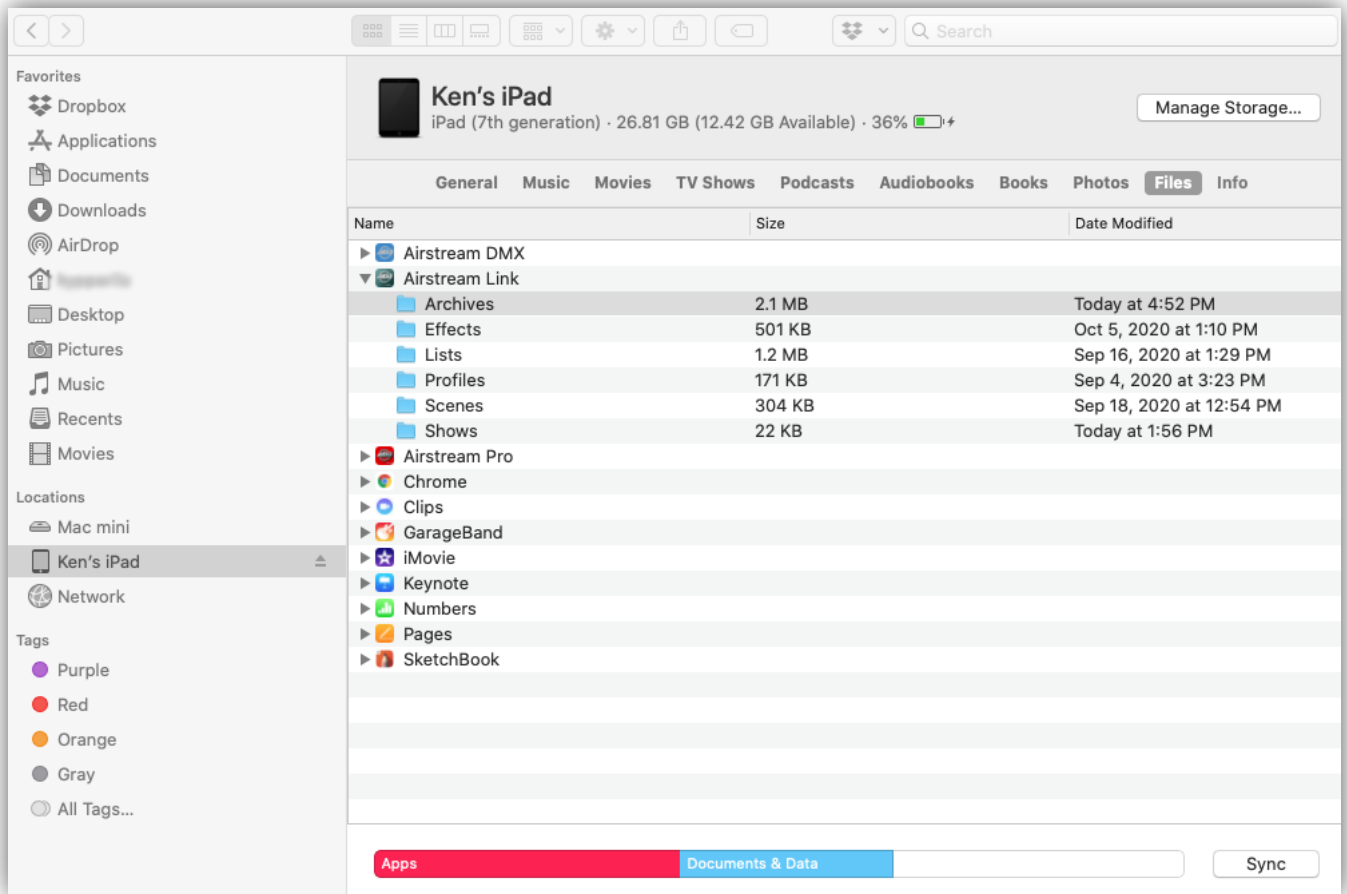 Search
Favorites
Dropbox
Applications
Documents
Downloads
AirDrop
Desktop
Pictures
Music
Recents
Movies
Locations
Mac mini
Ken's iPad
Network
Tags
Purple
Red
Orange
Gray
All Tags...
Ken's iPad
iPad (7th generation) · 26.81 GB (12.42 GB Available) · 36%
Manage Storage...
General Music Movies TV Shows Podcasts Audiobooks Books Photos Files Info
Name Size Date Modified
Airstream DMX
Airstream Link
Archives 2.1 MB Today at 4:52 PM
Effects 501 KB Oct 5, 2020 at 1:10 PM
Lists 1.2 MB Sep 16, 2020 at 1:29 PM
Profiles 171 KB Sep 4, 2020 at 3:23 PM
Scenes 304 KB Sep 18, 2020 at 12:54 PM
Shows 22 KB Today at 1:56 PM
Airstream Pro
Chrome
Clips
GarageBand
iMovie
Keynote
Numbers
Pages
SketchBook
Apps Documents & Data Sync